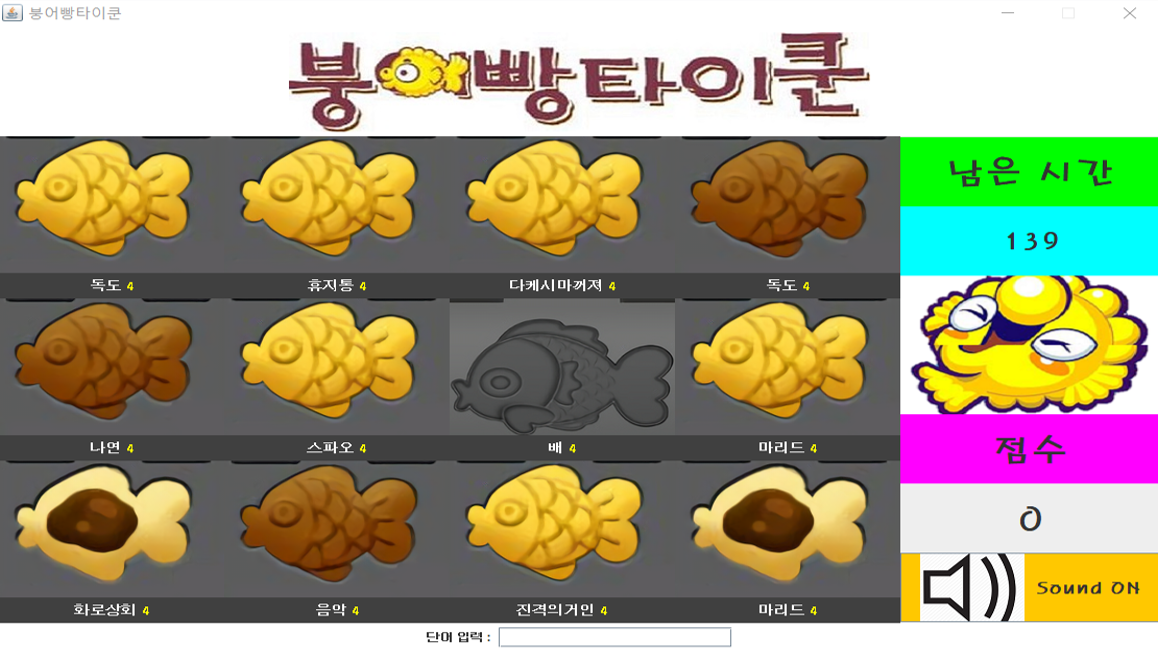 붕어빵타이쿤
붕어빵타이쿤
남은 시간
139
독도 4
휴지통 4
다케시마꺼져 4
독도 4
나연 4
스파오 4
배 4
마리드 4
점수
0
화로상회 4
음악 4
진격의거인 4
마리드 4
Sound ON
단어 입력 :